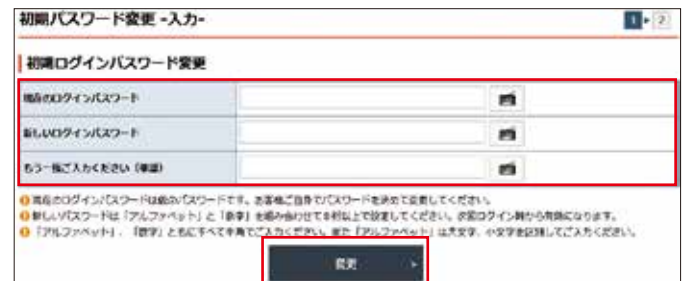 初期パスワード変更 -入力-
1 2
初期ログインパスワード変更
現在のログインパスワード
新しいログインパスワード
もう一度ご入力ください（確認）
現在のログインパスワードは仮のパスワードです。お客様ご自身でパスワードを決めて変更してください。
新しいパスワードは「アルファベット」と「数字」を組み合わせて 以上で設定してください。次回ログイン時から有効になります。
「アルファベット」、「数字」ともにすべて半角でご入力ください。また「アルファベット」は大文字、小文字を区別してご入力ください。
変更